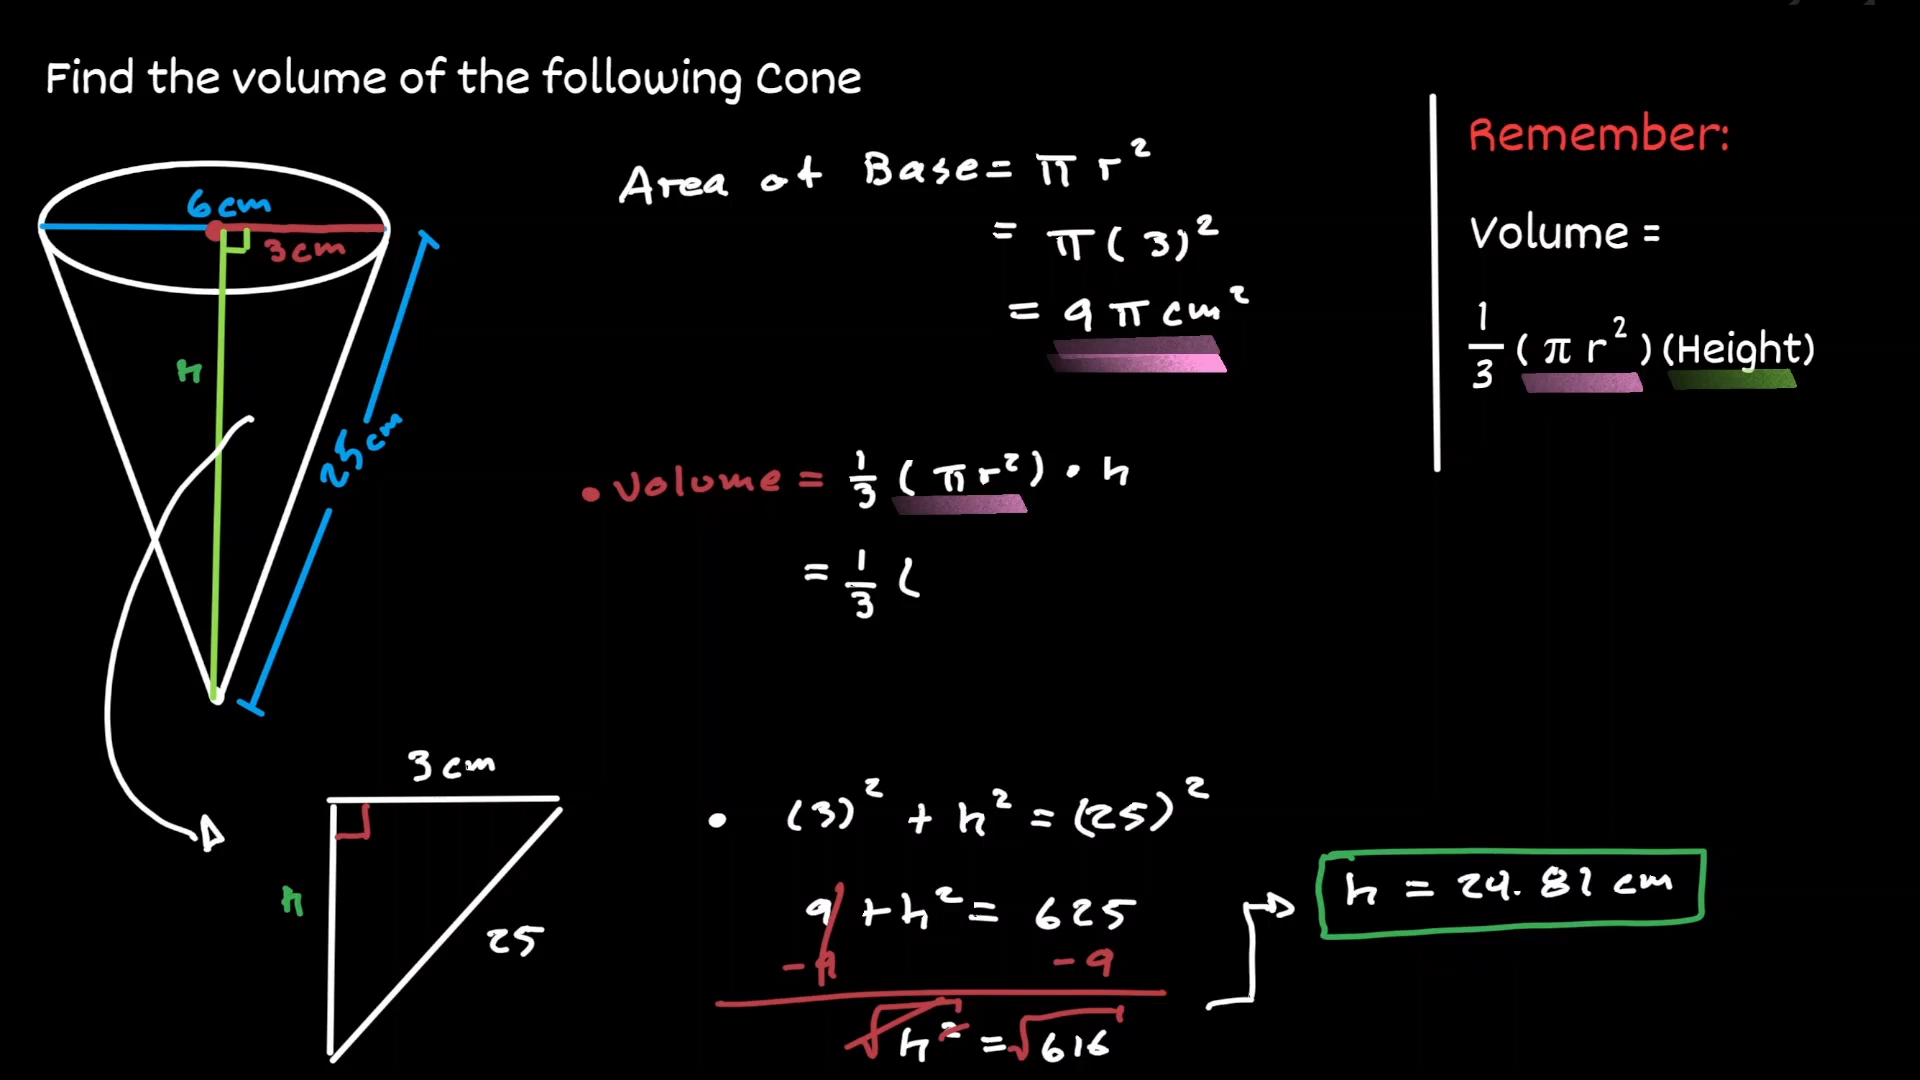 Find the volume of the following Cone
6cm
3cm
h
25cm
Area of Base = π r²
= π ( 3)²
= 9 π cm²
• Volume = 1/3 ( πr² ) · h
= 1/3 (
Remember:
Volume =
1/3 ( π r² ) (Height)
3 cm
h
25
• (3)² + h² = (25)²
9 + h² = 625
- 9 - 9
√h² = √616
h = 24.82 cm